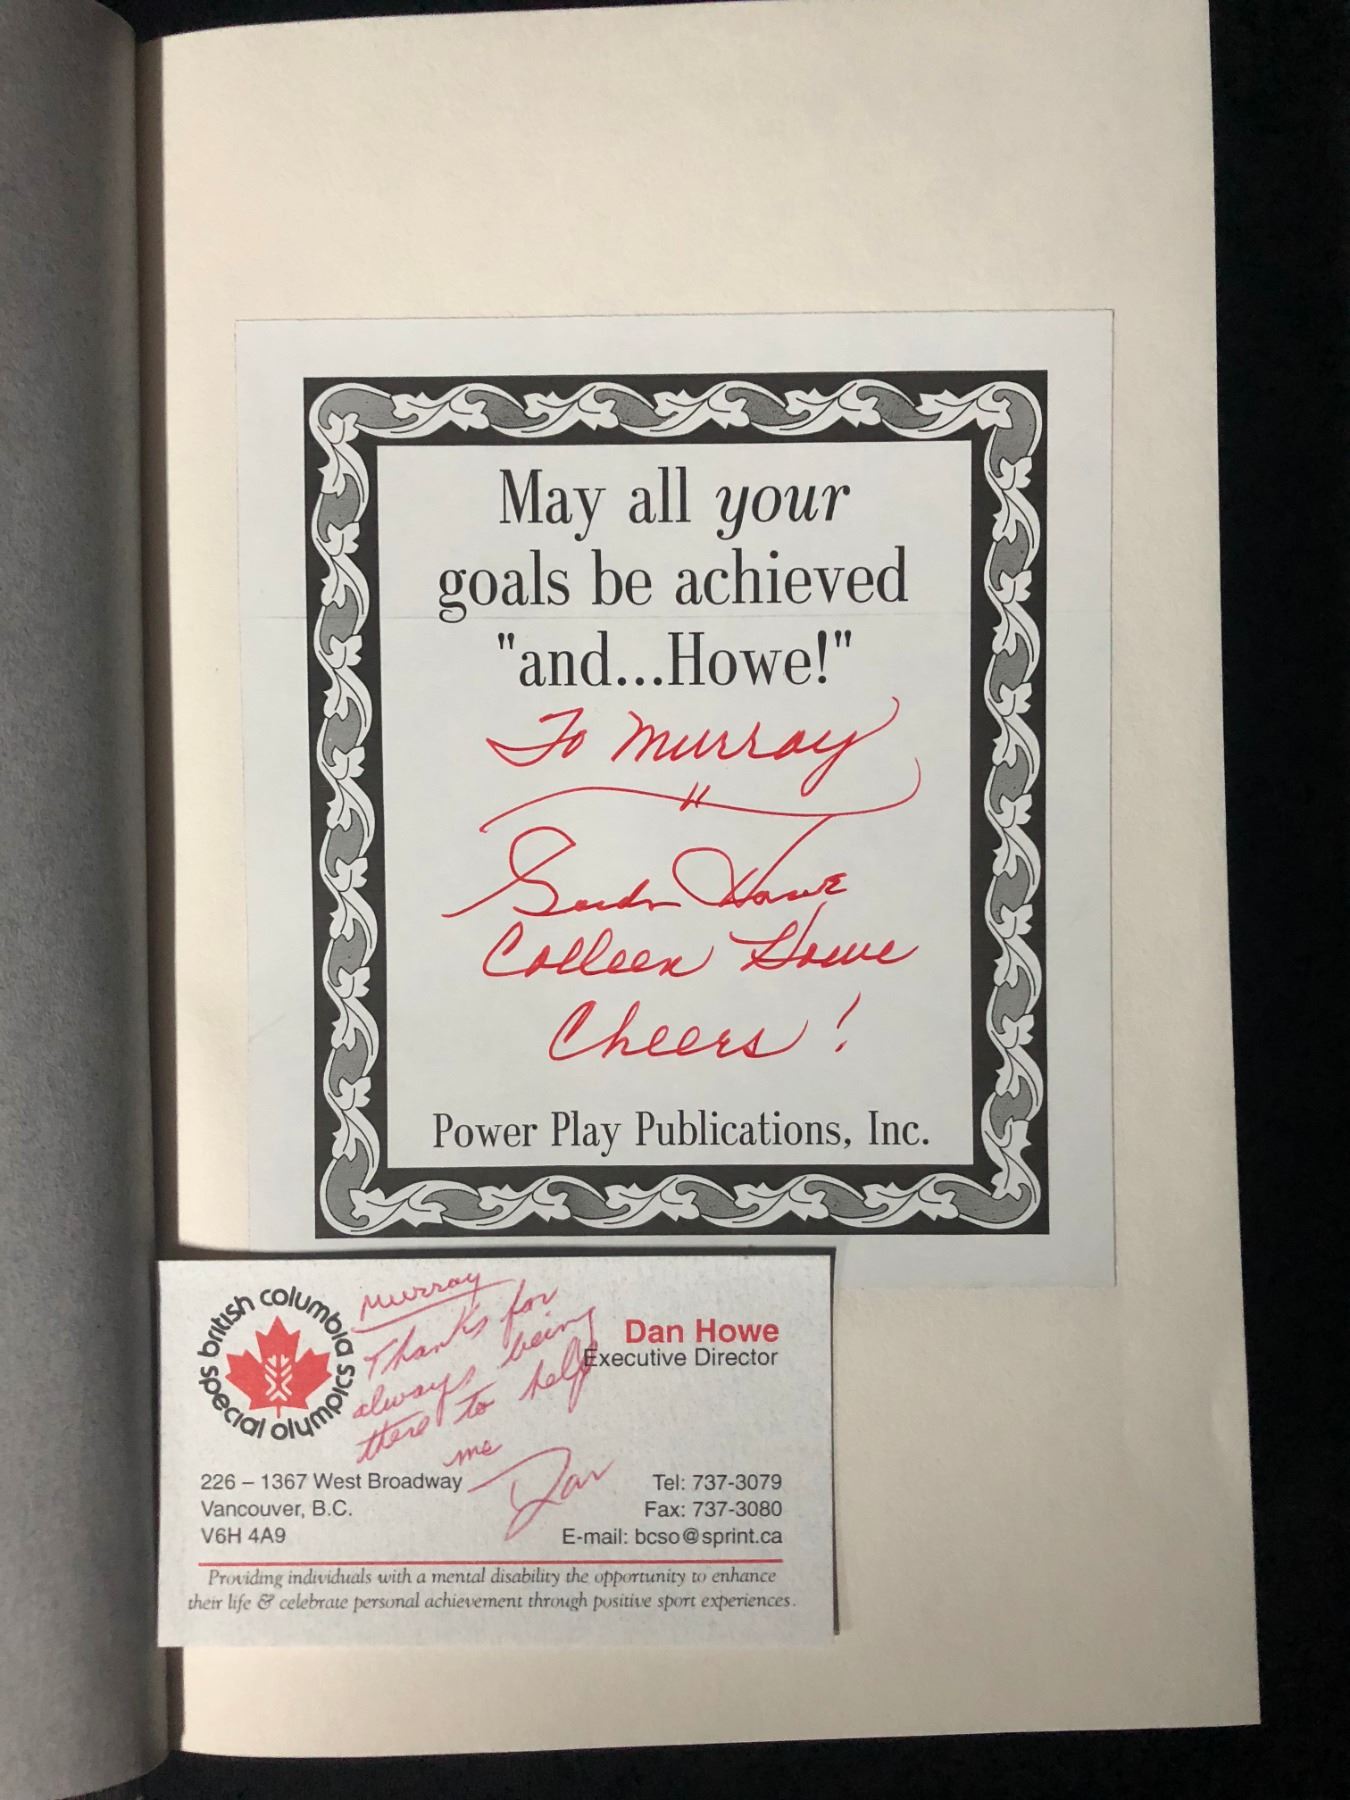 May all your
goals be achieved
"and...Howe!"
To Murray
Gordie Howe
Colleen Howe
Cheers!
Power Play Publications, Inc.
british columbia
special olympics
Murray
Thanks for
always being
there to help
me
Dan
Dan Howe
Executive Director
226 – 1367 West Broadway
Vancouver, B.C.
V6H 4A9
Tel: 737-3079
Fax: 737-3080
E-mail: bcso@sprint.ca
Providing individuals with a mental disability the opportunity to enhance
their life & celebrate personal achievement through positive sport experiences.